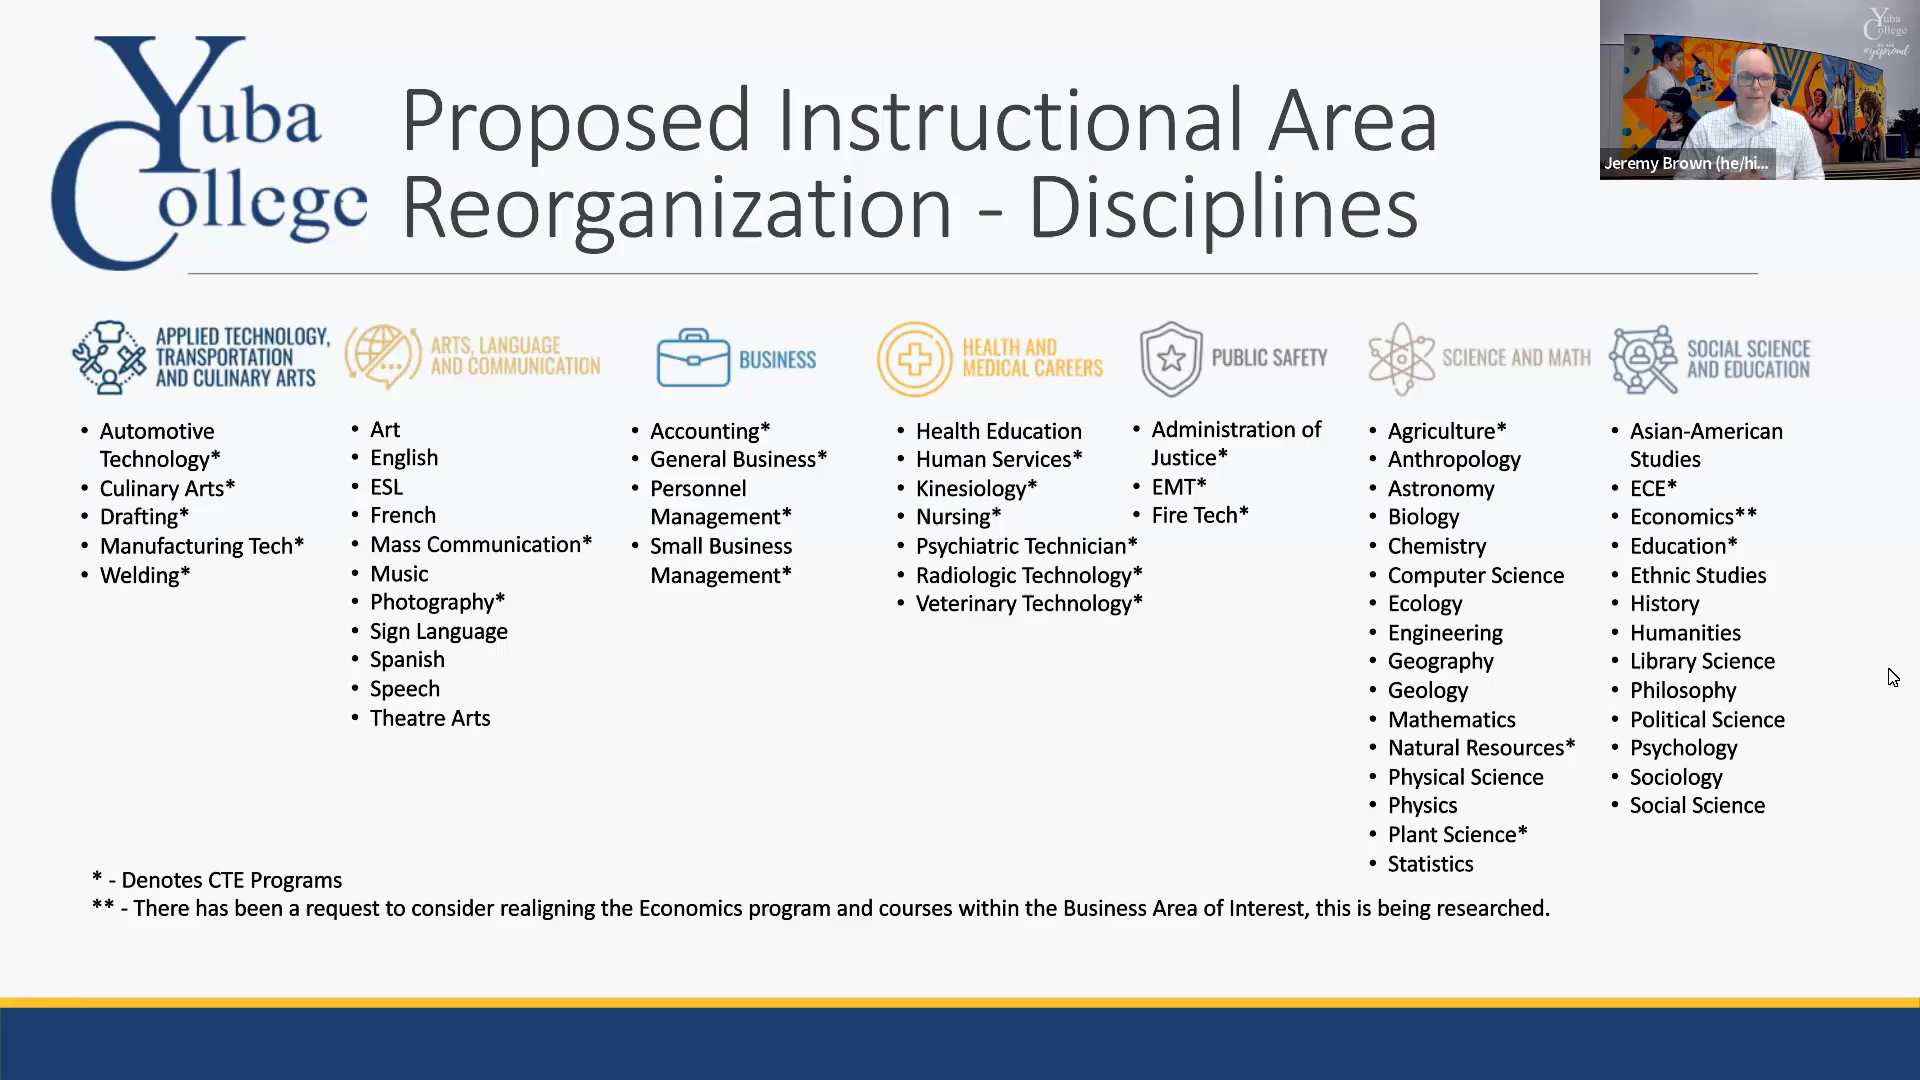 Yuba
College
Proposed Instructional Area
Reorganization - Disciplines
Yuba
College
#ycproud
Jeremy Brown (he/hi...
APPLIED TECHNOLOGY,
TRANSPORTATION
AND CULINARY ARTS
• Automotive
Technology*
• Culinary Arts*
• Drafting*
• Manufacturing Tech*
• Welding*
ARTS, LANGUAGE
AND COMMUNICATION
• Art
• English
• ESL
• French
• Mass Communication*
• Music
• Photography*
• Sign Language
• Spanish
• Speech
• Theatre Arts
BUSINESS
• Accounting*
• General Business*
• Personnel
Management*
• Small Business
Management*
HEALTH AND
MEDICAL CAREERS
• Health Education
• Human Services*
• Kinesiology*
• Nursing*
• Psychiatric Technician*
• Radiologic Technology*
• Veterinary Technology*
PUBLIC SAFETY
• Administration of
Justice*
• EMT*
• Fire Tech*
SCIENCE AND MATH
• Agriculture*
• Anthropology
• Astronomy
• Biology
• Chemistry
• Computer Science
• Ecology
• Engineering
• Geography
• Geology
• Mathematics
• Natural Resources*
• Physical Science
• Physics
• Plant Science*
• Statistics
SOCIAL SCIENCE
AND EDUCATION
• Asian-American
Studies
• ECE*
• Economics**
• Education*
• Ethnic Studies
• History
• Humanities
• Library Science
• Philosophy
• Political Science
• Psychology
• Sociology
• Social Science
* - Denotes CTE Programs
** - There has been a request to consider realigning the Economics program and courses within the Business Area of Interest, this is being researched.